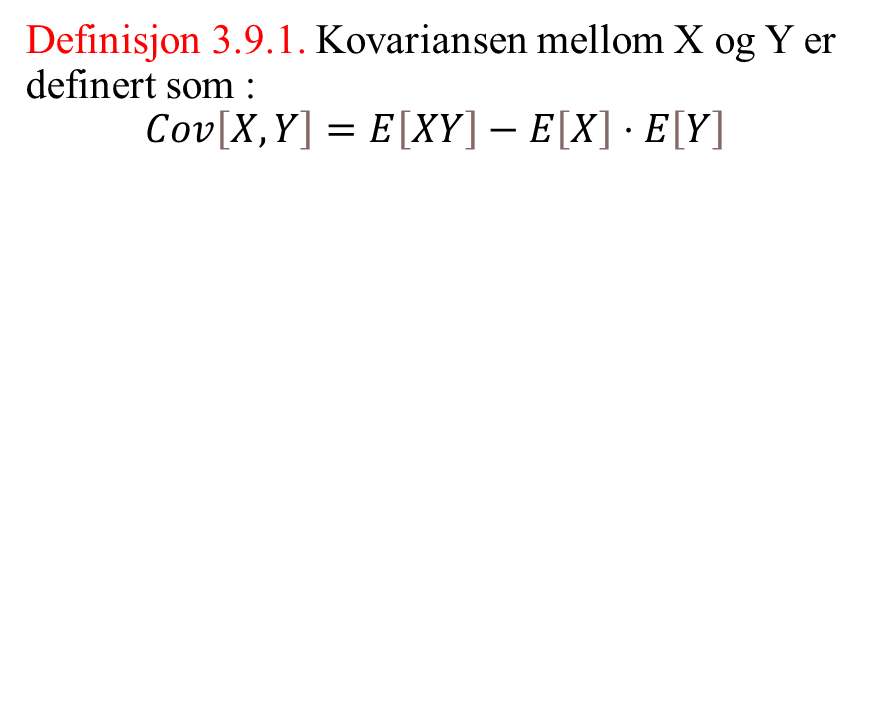 Definisjon 3.9.1. Kovariansen mellom X og Y er
definert som :
Cov[X,Y] = E[XY] − E[X] · E[Y]